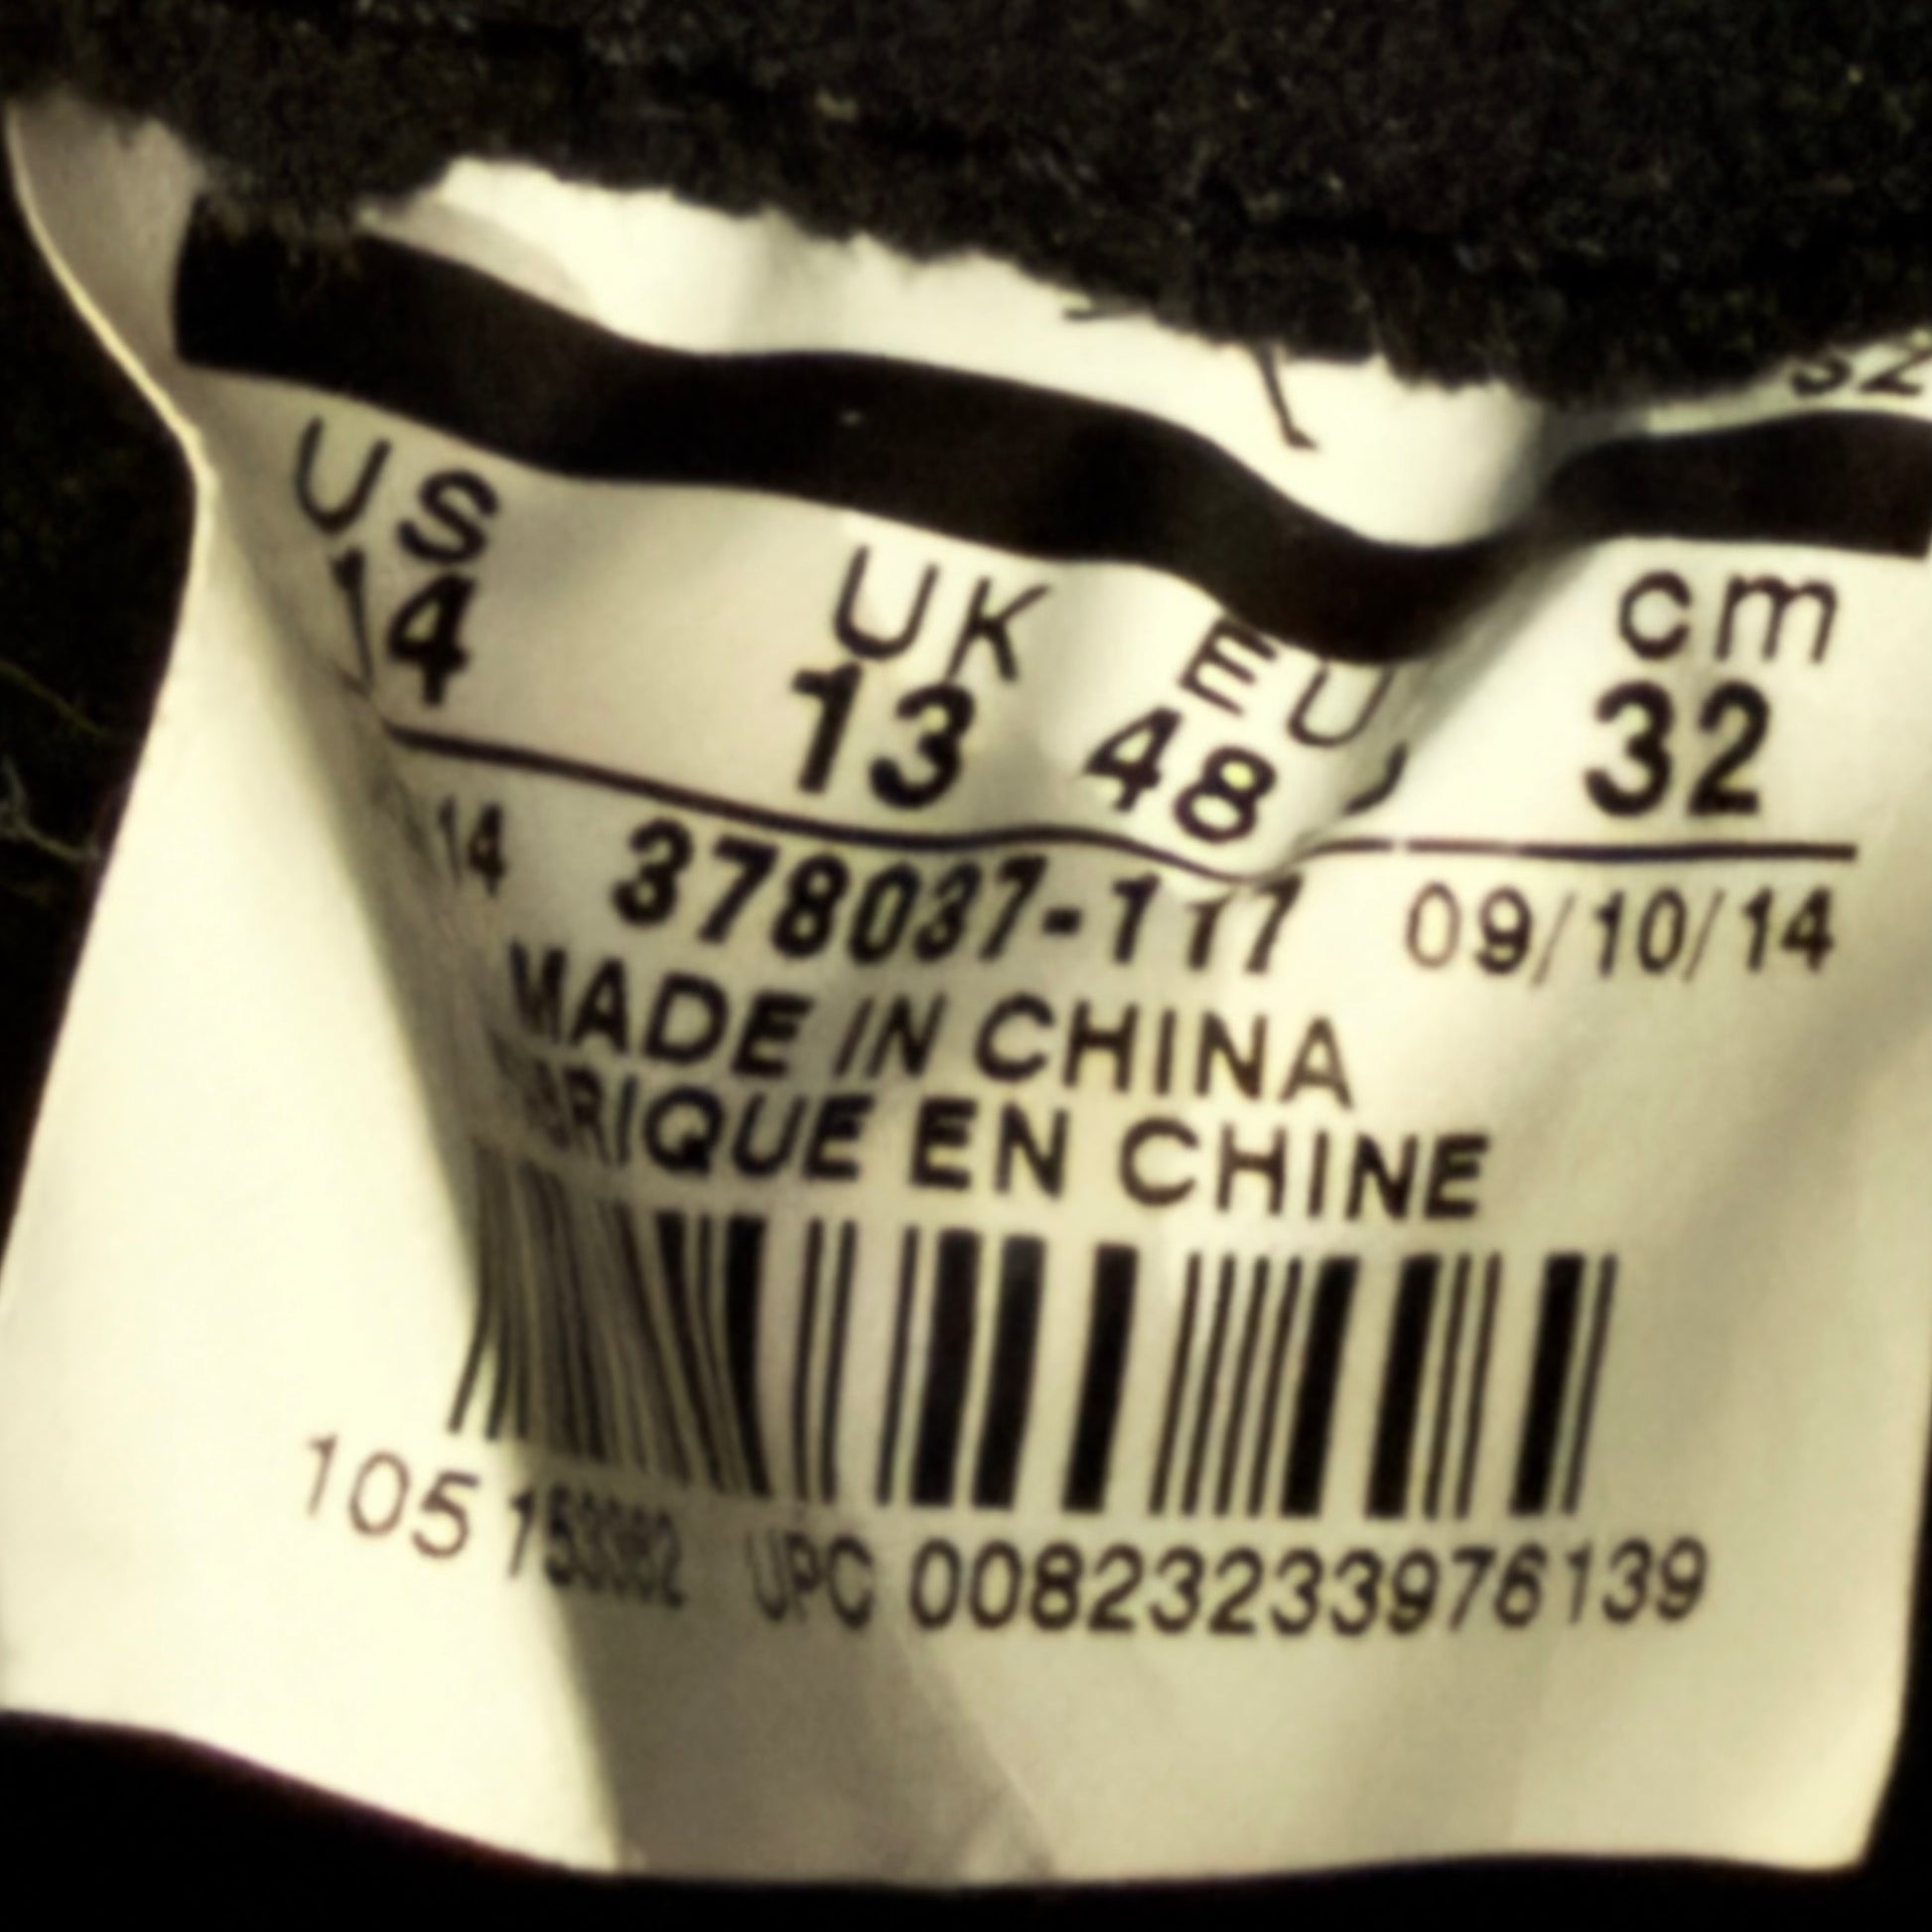 US UK EU cm
14 13 48 32
14 378037-117 09/10/14
MADE IN CHINA
EN CHINE
105 UPC 00823233976139